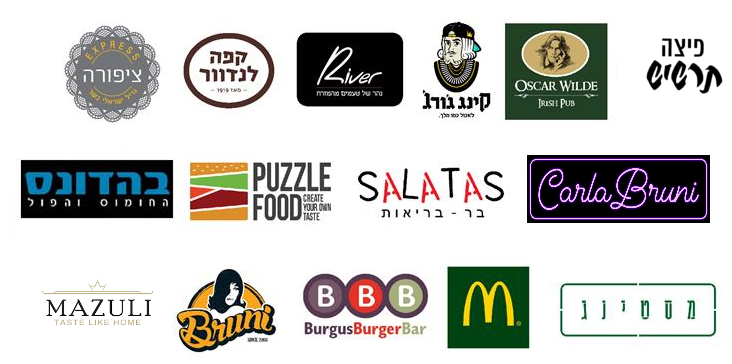 EXPRESS
ציפורה
קפה
לנדוור
מאז 1919
River
נהר של טעמים מהמזרח
קינג ג'ורג'
לאכול כמו מלך.
OSCAR WILDE
IRISH PUB
פיצה
תרשיש
בהדונס
החומוס והפול
PUZZLE
FOOD
CREATE
YOUR OWN
TASTE
SALATAS
בר - בריאות
Carla Bruni
MAZULI
TASTE LIKE HOME
Bruni
B B B
BurgusBurgerBar
M
מסטינג